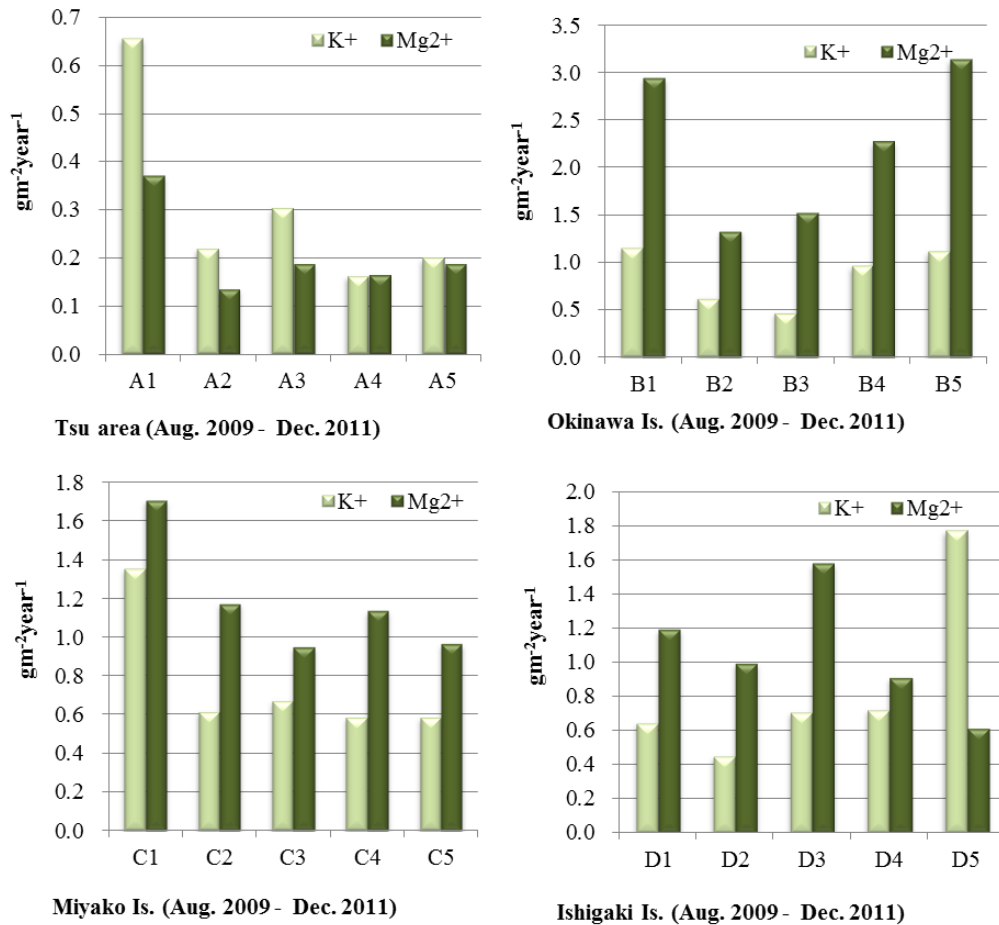 K+ Mg2+
gm-2year-1
0.7
0.6
0.5
0.4
0.3
0.2
0.1
0.0
A1 A2 A3 A4 A5
Tsu area (Aug. 2009 - Dec. 2011)
K+ Mg2+
gm-2year-1
3.5
3.0
2.5
2.0
1.5
1.0
0.5
0.0
B1 B2 B3 B4 B5
Okinawa Is. (Aug. 2009 - Dec. 2011)
K+ Mg2+
gm-2year-1
1.8
1.6
1.4
1.2
1.0
0.8
0.6
0.4
0.2
0.0
C1 C2 C3 C4 C5
Miyako Is. (Aug. 2009 - Dec. 2011)
K+ Mg2+
gm-2year-1
2.0
1.8
1.6
1.4
1.2
1.0
0.8
0.6
0.4
0.2
0.0
D1 D2 D3 D4 D5
Ishigaki Is. (Aug. 2009 - Dec. 2011)